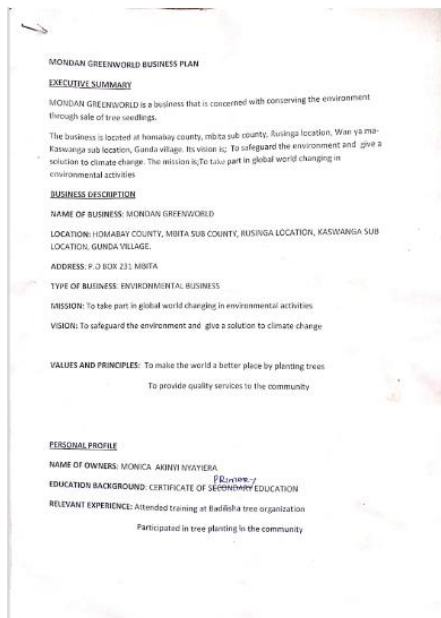 MONDAN GREENWORLD BUSINESS PLAN
EXECUTIVE SUMMARY
MONDAN GREENWORLD is a business that is concerned with conserving the environment
through sale of tree seedlings.
The business is located at homabay county, mbita sub county, Rusinga location, Wan ya ma-
Kaswanga sub location, Gunda village. Its vision is; To safeguard the environment and give a
solution to climate change. The mission is;To take part in global world changing in
environmental activities
BUSINESS DESCRIPTION
NAME OF BUSINESS: MONDAN GREENWORLD
LOCATION: HOMABAY COUNTY, MBITA SUB COUNTY, RUSINGA LOCATION, KASWANGA SUB
LOCATION, GUNDA VILLAGE.
ADDRESS: P.O BOX 231 MBITA
TYPE OF BUSINESS: ENVIRONMENTAL BUSINESS
MISSION: To take part in global world changing in environmental activities
VISION: To safeguard the environment and give a solution to climate change
VALUES AND PRINCIPLES: To make the world a better place by planting trees
To provide quality services to the community
PERSONAL PROFILE
NAME OF OWNERS: MONICA AKINYI NYAYIERA
PRIMARY
EDUCATION BACKGROUND: CERTIFICATE OF SECONDARY EDUCATION
RELEVANT EXPERIENCE: Attended training at Badilisha tree organization
Participated in tree planting in the community